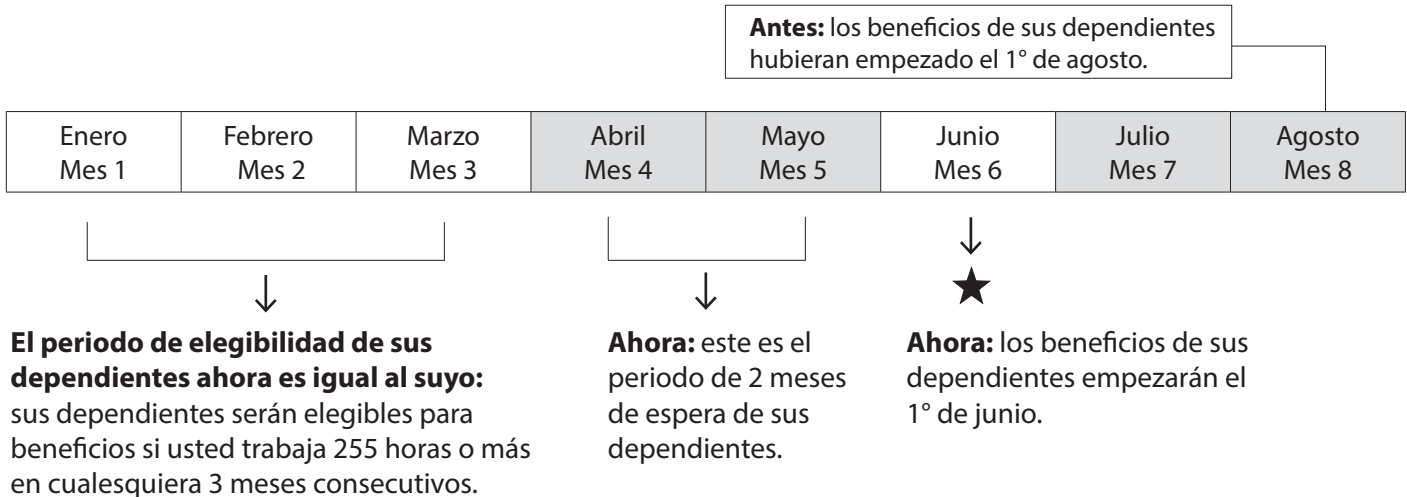 Antes: los beneficios de sus dependientes
hubieran empezado el 1° de agosto.
Enero Febrero Marzo Abril Mayo Junio Julio Agosto
Mes 1 Mes 2 Mes 3 Mes 4 Mes 5 Mes 6 Mes 7 Mes 8
El periodo de elegibilidad de sus
dependientes ahora es igual al suyo:
sus dependientes serán elegibles para
beneficios si usted trabaja 255 horas o más
en cualesquiera 3 meses consecutivos.
Ahora: este es el
periodo de 2 meses
de espera de sus
dependientes.
Ahora: los beneficios de sus
dependientes empezarán el
1° de junio.